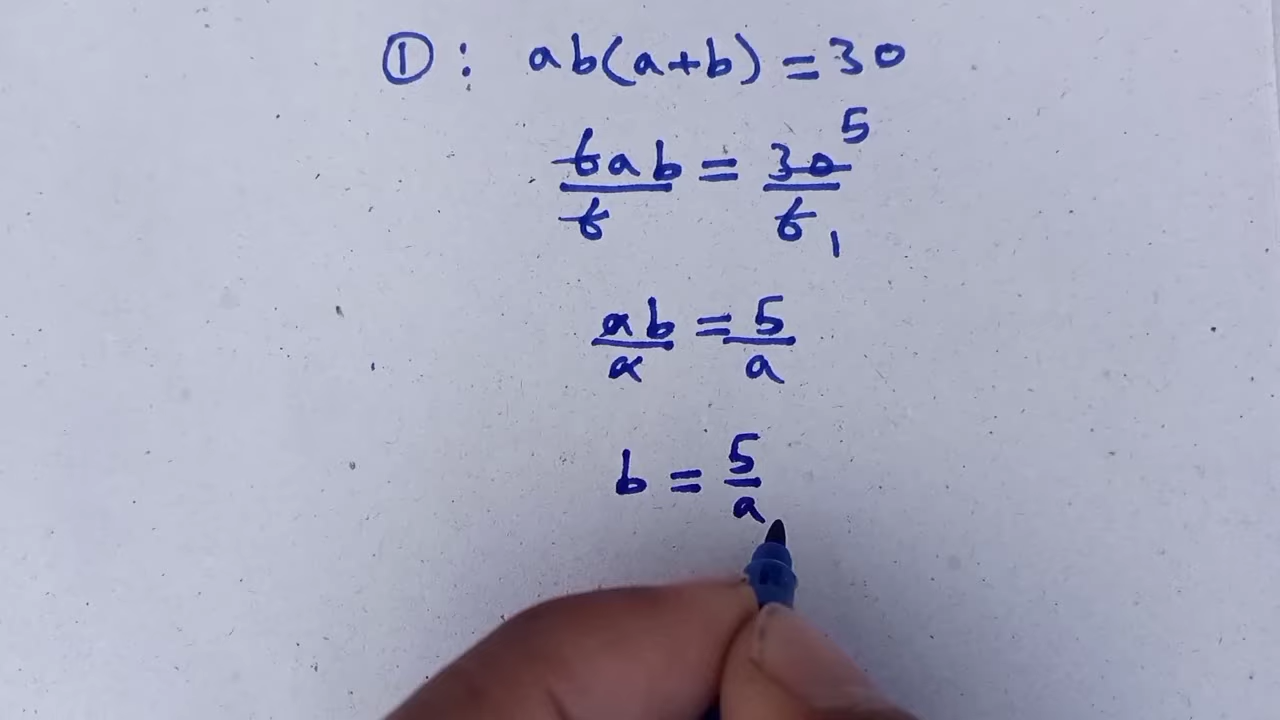 ①: ab(a+b) = 30
6ab/6 = 30/6 5 1
ab/a = 5/a
b = 5/a